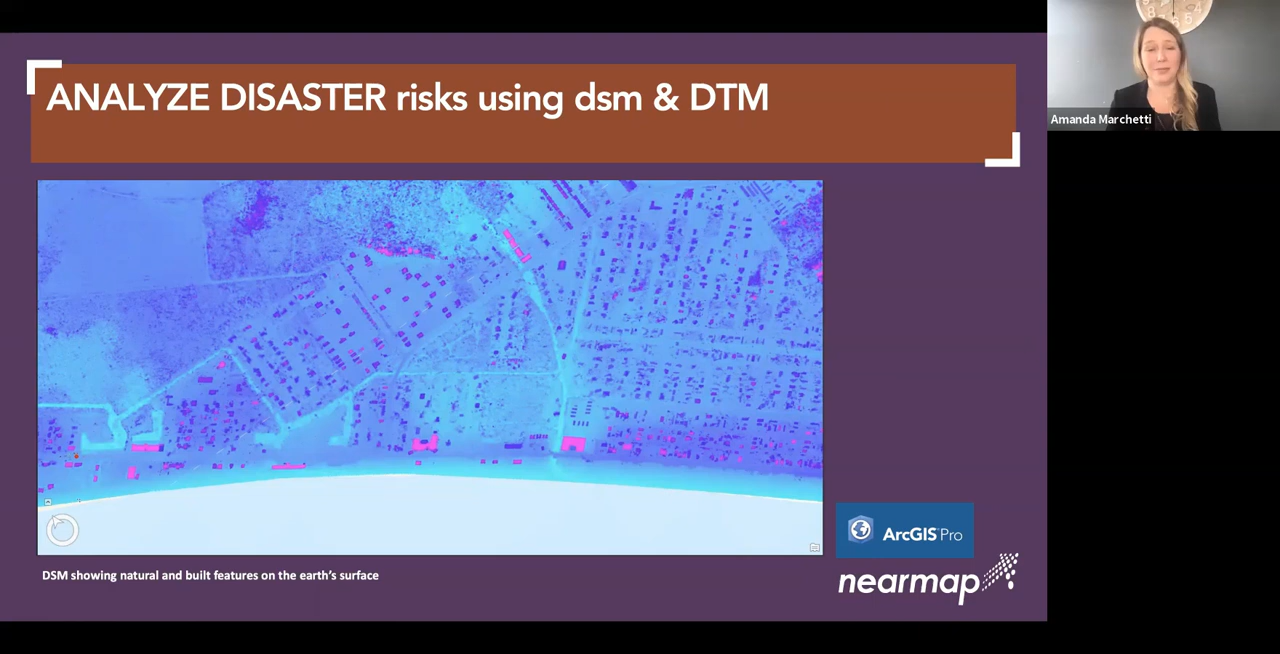 ANALYZE DISASTER risks using dsm & DTM
Amanda Marchetti
DSM showing natural and built features on the earth's surface
ArcGIS Pro
nearmap